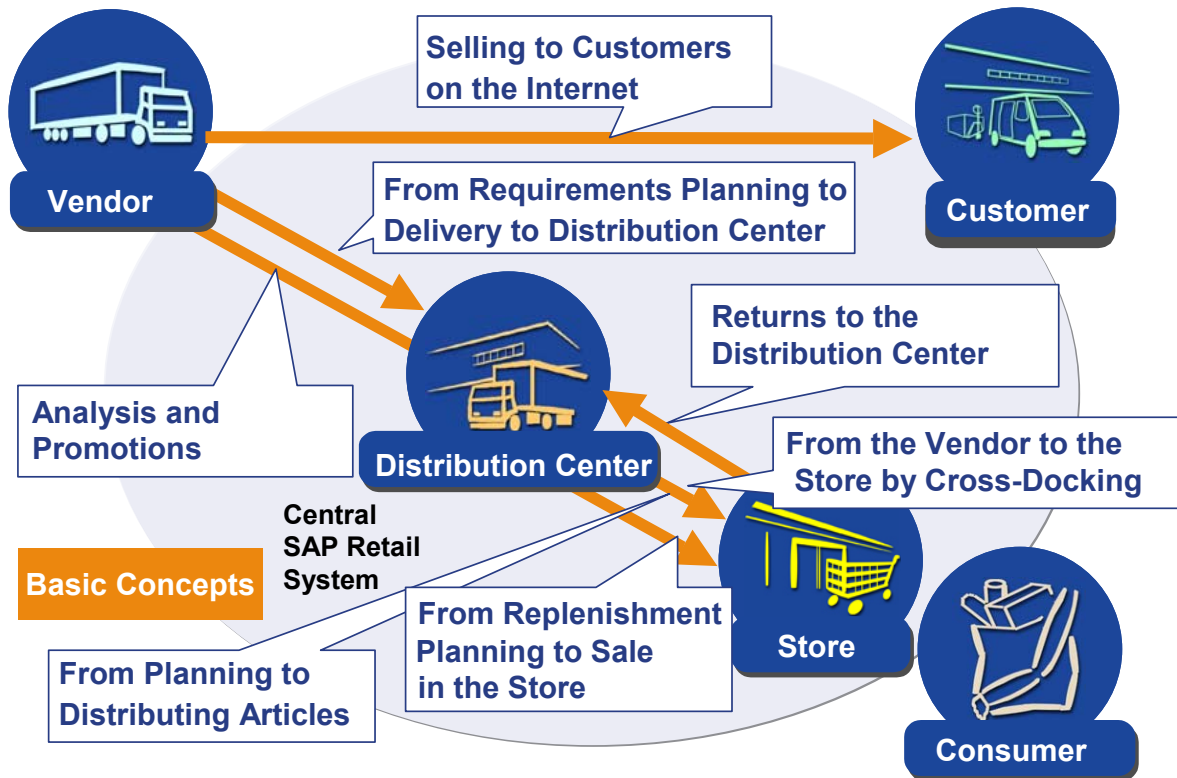 Selling to Customers
on the Internet
Vendor
From Requirements Planning to
Delivery to Distribution Center
Customer
Returns to the
Distribution Center
Analysis and
Promotions
From the Vendor to the
Store by Cross-Docking
Distribution Center
Central
SAP Retail
System
Basic Concepts
From Replenishment
Planning to Sale
in the Store
Store
From Planning to
Distributing Articles
Consumer